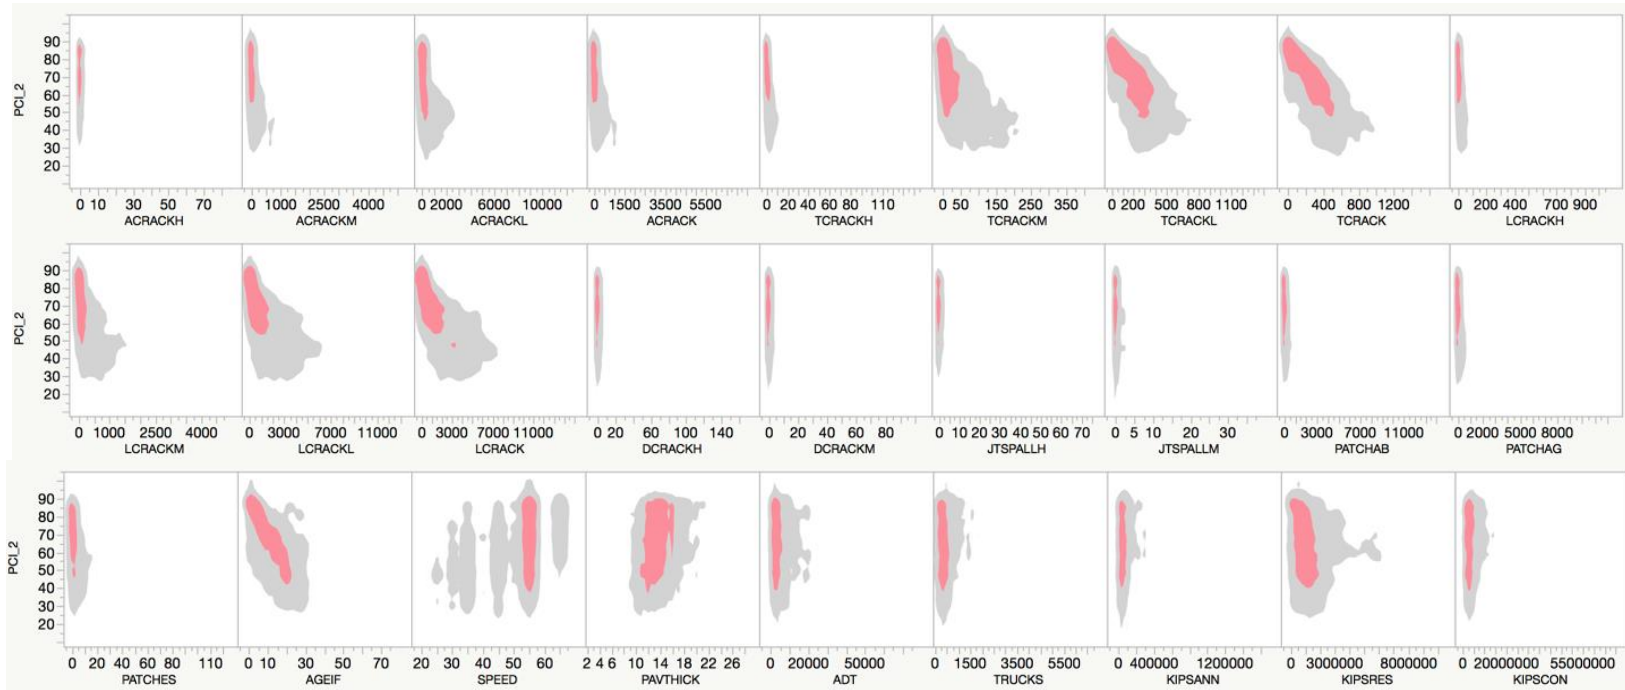 90
80
70
60
50
40
30
20
PCI_2
0 10 30 50 70
0 1000 2500 4000
0 2000 6000 10000
0 1500 3500 5500
0 20 40 60 80 110
0 50 150 250 350
0 200 500 800 1100
0 400 800 1200
0 200 400 700 900
ACRACKH ACRACKM ACRACKL ACRACK TCRACKH TCRACKM TCRACKL TCRACK LCRACKH
90
80
70
60
50
40
30
20
PCI_2
0 1000 2500 4000
0 3000 7000 11000
0 3000 7000 11000
0 20 60 100 140
0 20 40 60 80
0 10 20 30 40 50 60 70
0 5 10 20 30
0 3000 7000 11000
0 2000 5000 8000
LCRACKM LCRACKL LCRACK DCRACKH DCRACKM JTSPALLH JTSPALLM PATCHAB PATCHAG
90
80
70
60
50
40
30
20
PCI_2
0 20 40 60 80 110
0 10 30 50 70
20 30 40 50 60
2 4 6 10 14 18 22 26
0 20000 50000
0 1500 3500 5500
0 400000 1200000
0 3000000 8000000
0 20000000 55000000
PATCHES AGEIF SPEED PAVTHICK ADT TRUCKS KIPSANN KIPSRES KIPSCON